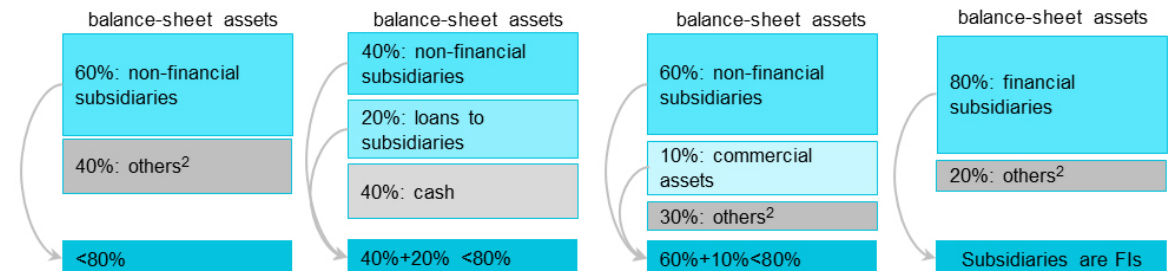 balance-sheet assets
60%: non-financial
subsidiaries
40%: others2
<80%
balance-sheet assets
40%: non-financial
subsidiaries
20%: loans to
subsidiaries
40%: cash
40%+20% <80%
balance-sheet assets
60%: non-financial
subsidiaries
10%: commercial
assets
30%: others2
60%+10%<80%
balance-sheet assets
80%: financial
subsidiaries
20%: others2
Subsidiaries are FIs